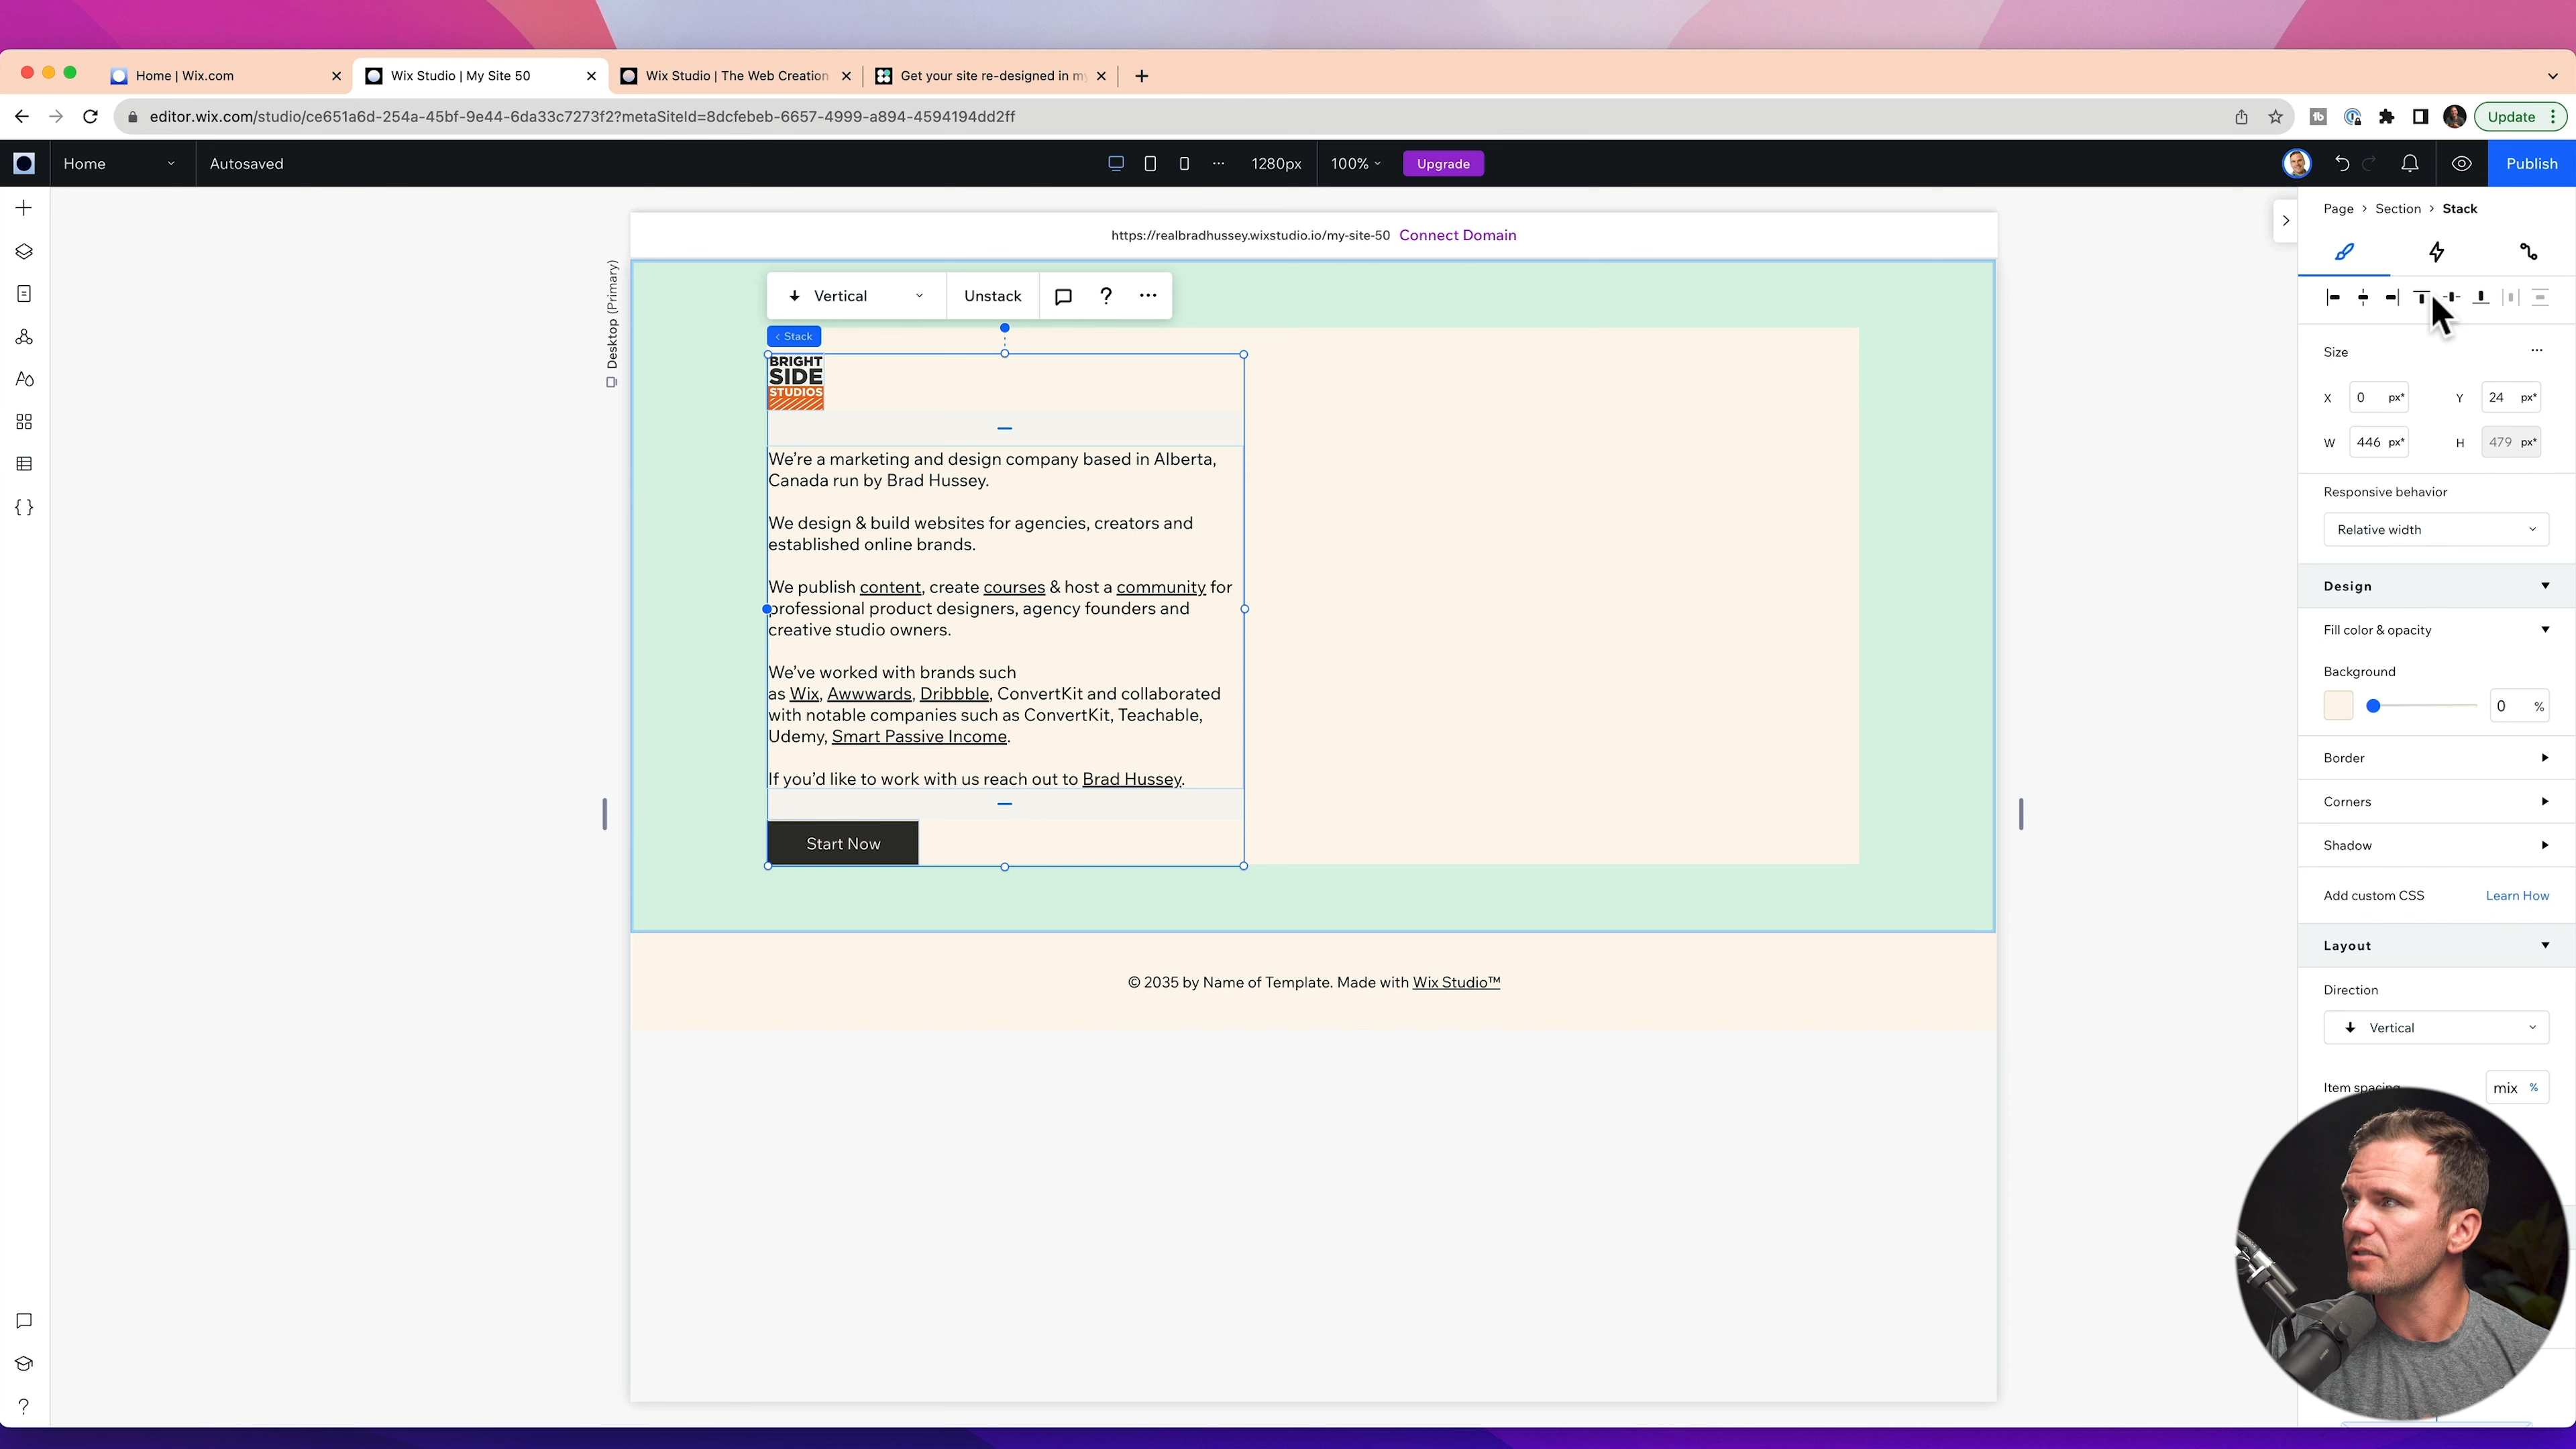 Home | Wix.com
Wix Studio | My Site 50
Wix Studio | The Web Creation
Get your site re-designed in my
editor.wix.com/studio/ce651a6d-254a-45bf-9e44-6da33c7273f2?metaSiteId=8dcfebeb-6657-4999-a894-4594194dd2ff
Update
Home
Autosaved
1280px
100%
Upgrade
Publish
https://realbradhussey.wixstudio.io/my-site-50 Connect Domain
Desktop (Primary)
Vertical
Unstack
?
Stack
BRIGHT
SIDE
STUDIOS
We're a marketing and design company based in Alberta,
Canada run by Brad Hussey.
We design & build websites for agencies, creators and
established online brands.
We publish content, create courses & host a community for
professional product designers, agency founders and
creative studio owners.
We've worked with brands such
as Wix, Awwwards, Dribbble, ConvertKit and collaborated
with notable companies such as ConvertKit, Teachable,
Udemy, Smart Passive Income.
If you'd like to work with us reach out to Brad Hussey.
Start Now
© 2035 by Name of Template. Made with Wix Studio™
Page > Section > Stack
Size
X 0 px* Y 24 px*
W 446 px* H 479 px*
Responsive behavior
Relative width
Design
Fill color & opacity
Background
0 %
Border
Corners
Shadow
Add custom CSS Learn How
Layout
Direction
Vertical
Item spacing mix %